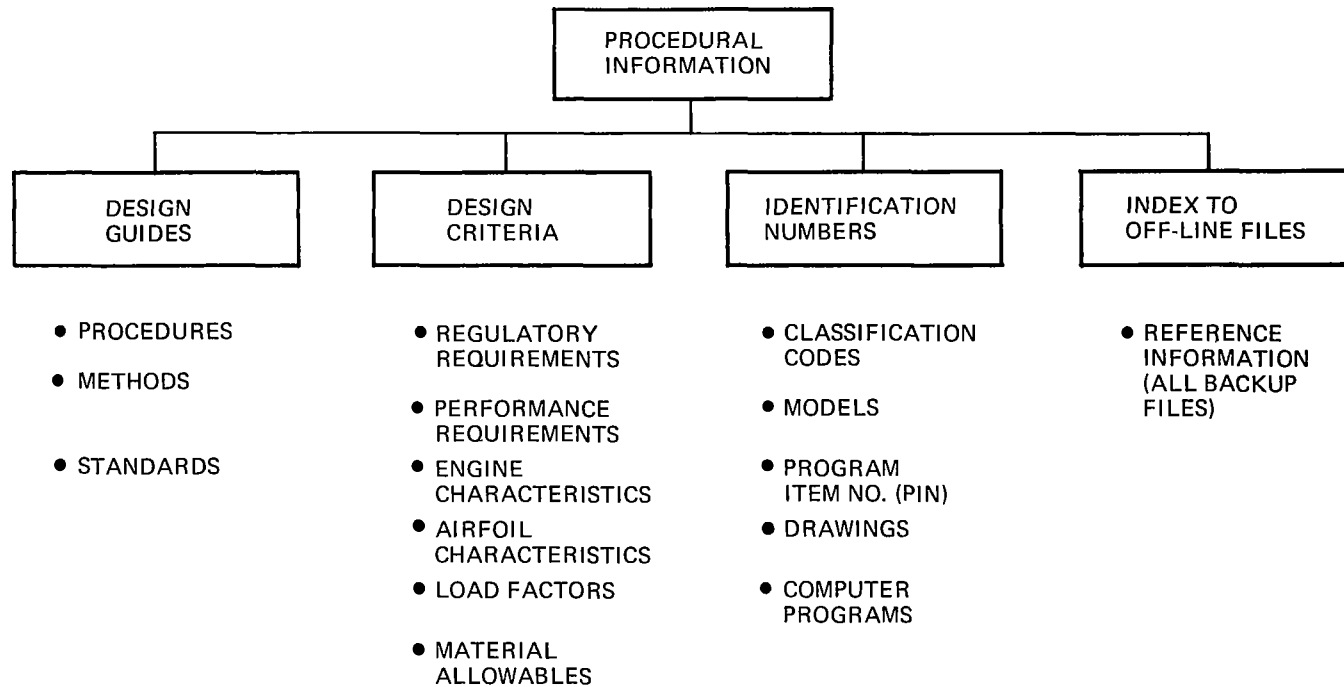 PROCEDURAL
INFORMATION
DESIGN
GUIDES
DESIGN
CRITERIA
IDENTIFICATION
NUMBERS
INDEX TO
OFF-LINE FILES
● PROCEDURES
● METHODS
● STANDARDS
● REGULATORY
REQUIREMENTS
● PERFORMANCE
REQUIREMENTS
● ENGINE
CHARACTERISTICS
● AIRFOIL
CHARACTERISTICS
● LOAD FACTORS
● MATERIAL
ALLOWABLES
● CLASSIFICATION
CODES
● MODELS
● PROGRAM
ITEM NO. (PIN)
● DRAWINGS
● COMPUTER
PROGRAMS
● REFERENCE
INFORMATION
(ALL BACKUP
FILES)